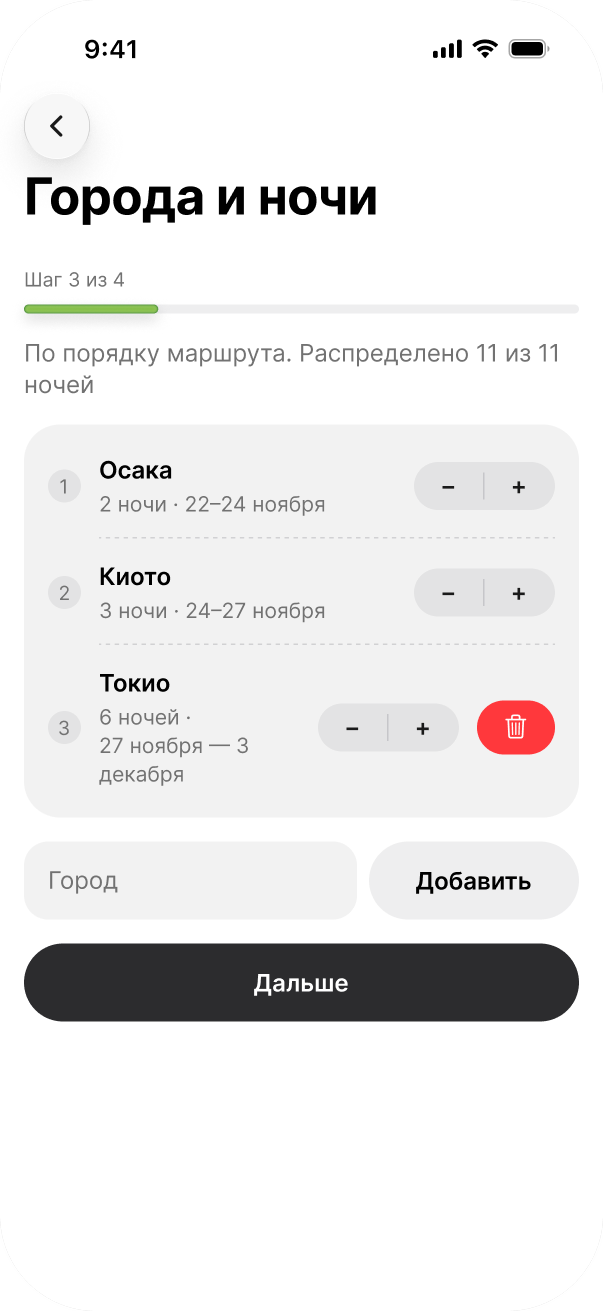 9:41
Города и ночи
Шаг 3 из 4
По порядку маршрута. Распределено 11 из 11
ночей
1
Осака
2 ночи · 22–24 ноября
− +
2
Киото
3 ночи · 24–27 ноября
− +
3
Токио
6 ночей ·
27 ноября — 3
декабря
− +
Город
Добавить
Дальше